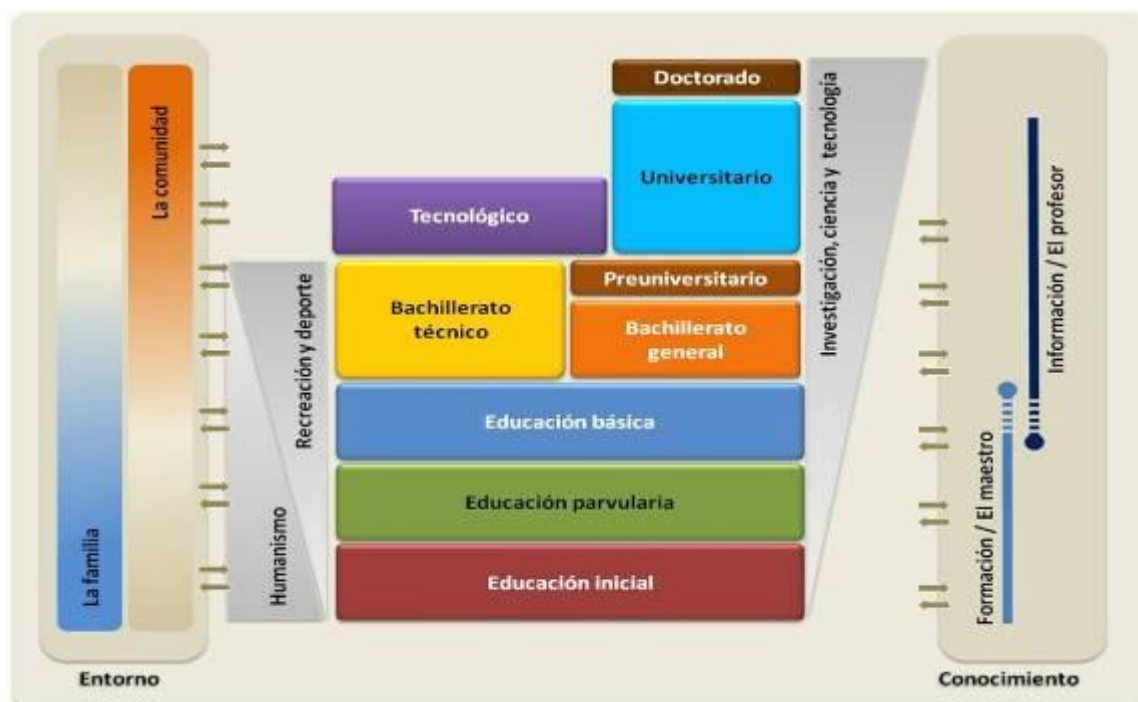 La familia
La comunidad
Entorno
Humanismo
Recreación y deporte
Doctorado
Universitario
Tecnológico
Preuniversitario
Bachillerato
técnico
Bachillerato
general
Educación básica
Educación parvularia
Educación inicial
Investigación, ciencia y tecnologia
Formación / El maestro
Información / El profesor
Conocimiento